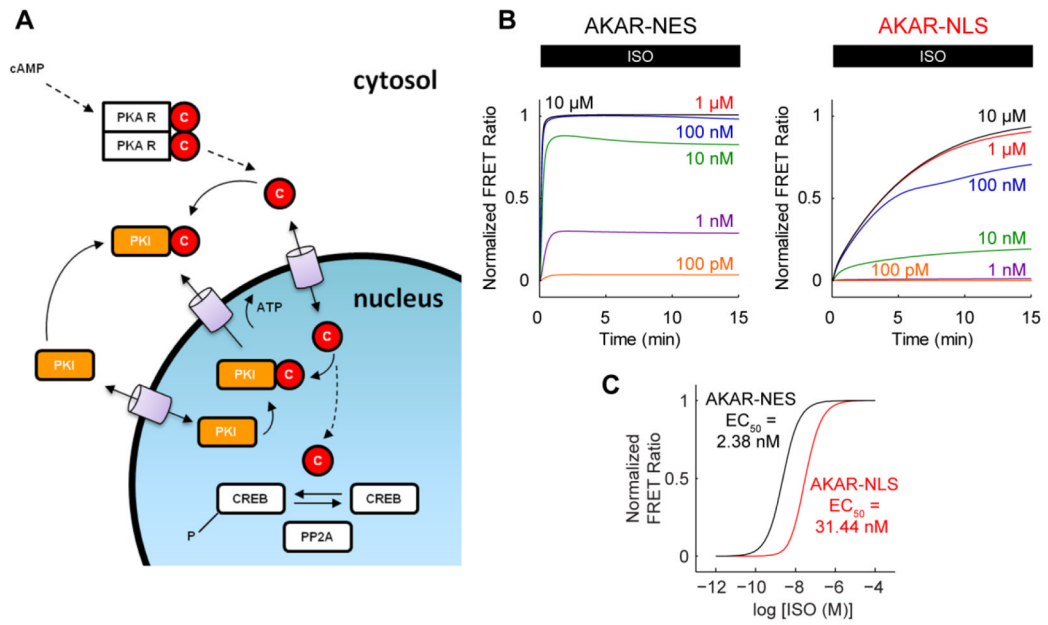 A
cAMP
cytosol
PKA R
C
PKA R
C
C
PKI
C
nucleus
ATP
C
PKI
C
PKI
PKI
C
CREB
CREB
P
PP2A
B
AKAR-NES
ISO
Normalized FRET Ratio
1
0.5
0
10 µM
1 µM
100 nM
10 nM
1 nM
100 pM
0
5
10
15
Time (min)
AKAR-NLS
ISO
Normalized FRET Ratio
1
0.5
0
10 µM
1 µM
100 nM
10 nM
100 pM
1 nM
0
5
10
15
Time (min)
C
Normalized
FRET Ratio
1
0.5
0
AKAR-NES
EC50 =
2.38 nM
AKAR-NLS
EC50 =
31.44 nM
−12
−10
−8
−6
−4
log [ISO (M)]